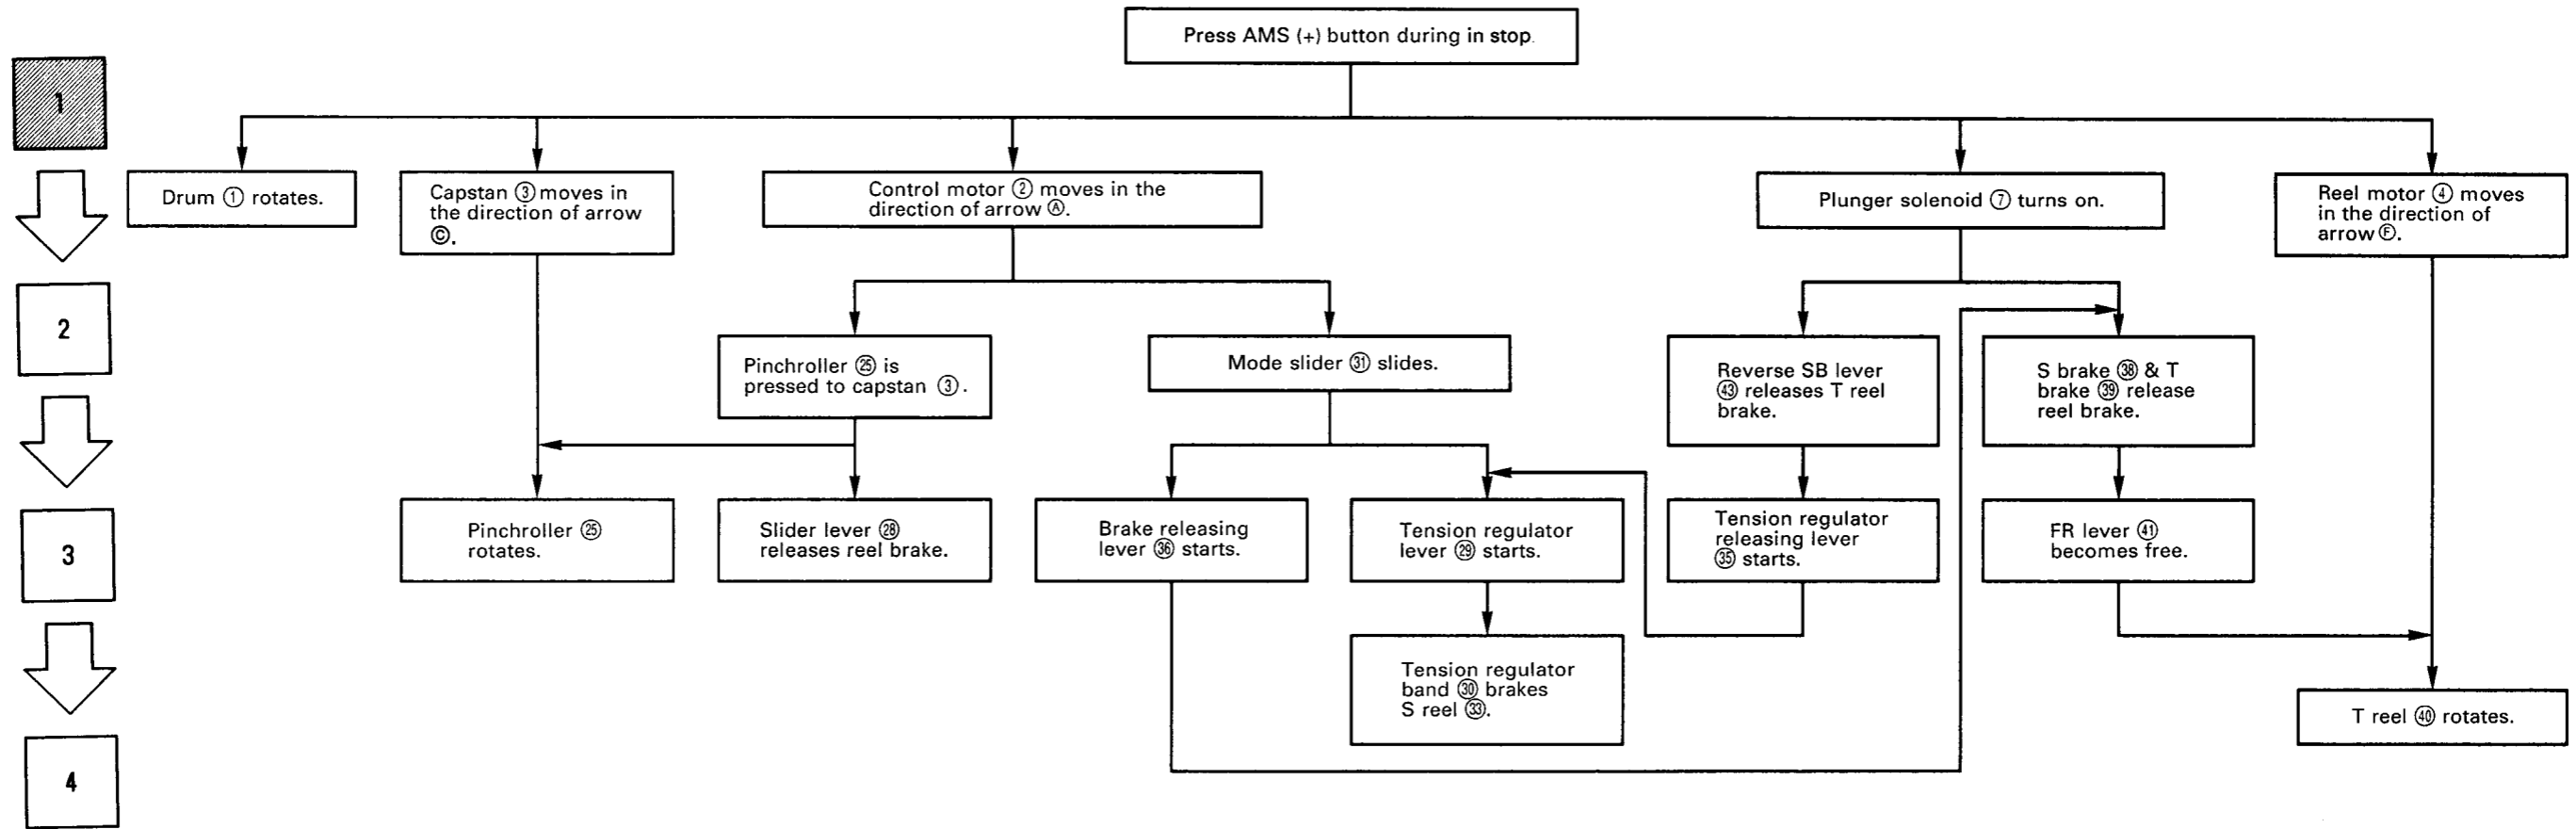 Press AMS (+) button during in stop.
1
Drum ① rotates.
Capstan ③ moves in
the direction of arrow
Ⓒ.
Control motor ② moves in the
direction of arrow Ⓐ.
Plunger solenoid ⑦ turns on.
Reel motor ④ moves
in the direction of
arrow Ⓕ.
2
Pinchroller ㉕ is
pressed to capstan ③.
Mode slider ㉛ slides.
Reverse SB lever
㊸ releases T reel
brake.
S brake ㊳ & T
brake ㊴ release
reel brake.
3
Pinchroller ㉕
rotates.
Slider lever ㉘
releases reel brake.
Brake releasing
lever ㊱ starts.
Tension regulator
lever ㉙ starts.
Tension regulator
releasing lever
㉟ starts.
FR lever ㊶
becomes free.
Tension regulator
band ㉚ brakes
S reel ㉝.
T reel ㊵ rotates.
4